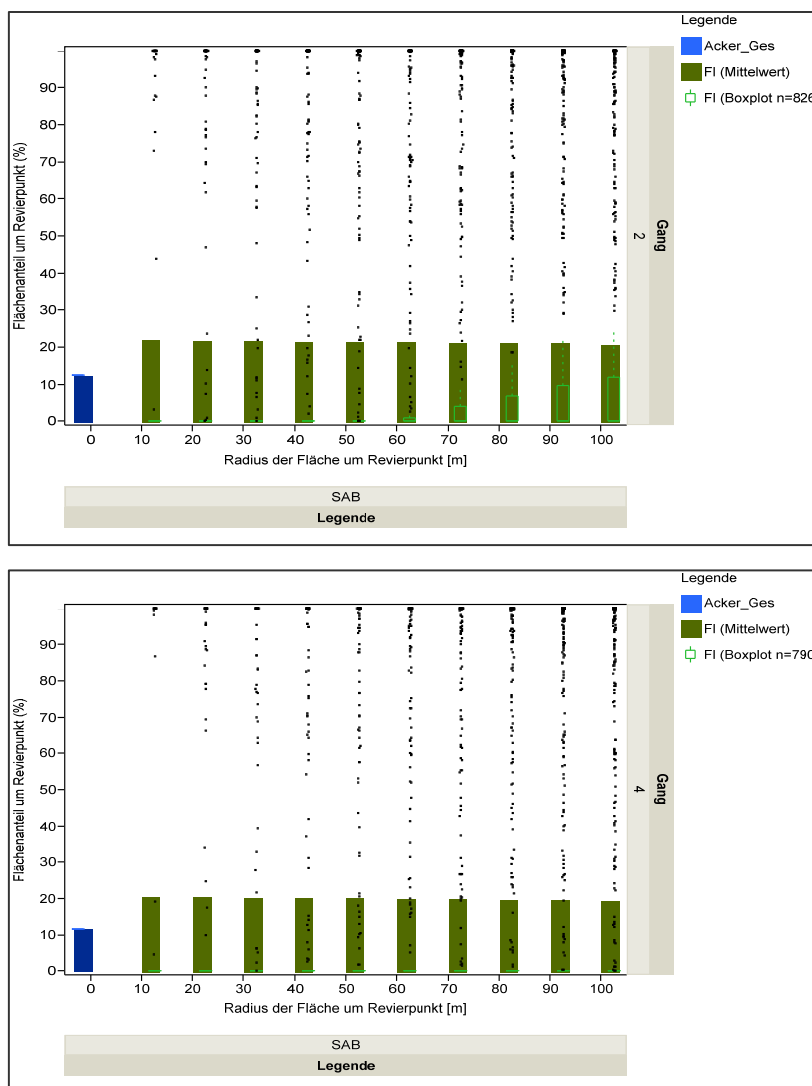 Legende
Acker_Ges
FI (Mittelwert)
FI (Boxplot n=826
Flächenanteil um Revierpunkt (%)
90
80
70
60
50
40
30
20
10
0
0 10 20 30 40 50 60 70 80 90 100
Radius der Fläche um Revierpunkt [m]
2
Gang
SAB
Legende
Legende
Acker_Ges
FI (Mittelwert)
FI (Boxplot n=790
Flächenanteil um Revierpunkt (%)
90
80
70
60
50
40
30
20
10
0
0 10 20 30 40 50 60 70 80 90 100
Radius der Fläche um Revierpunkt [m]
4
Gang
SAB
Legende